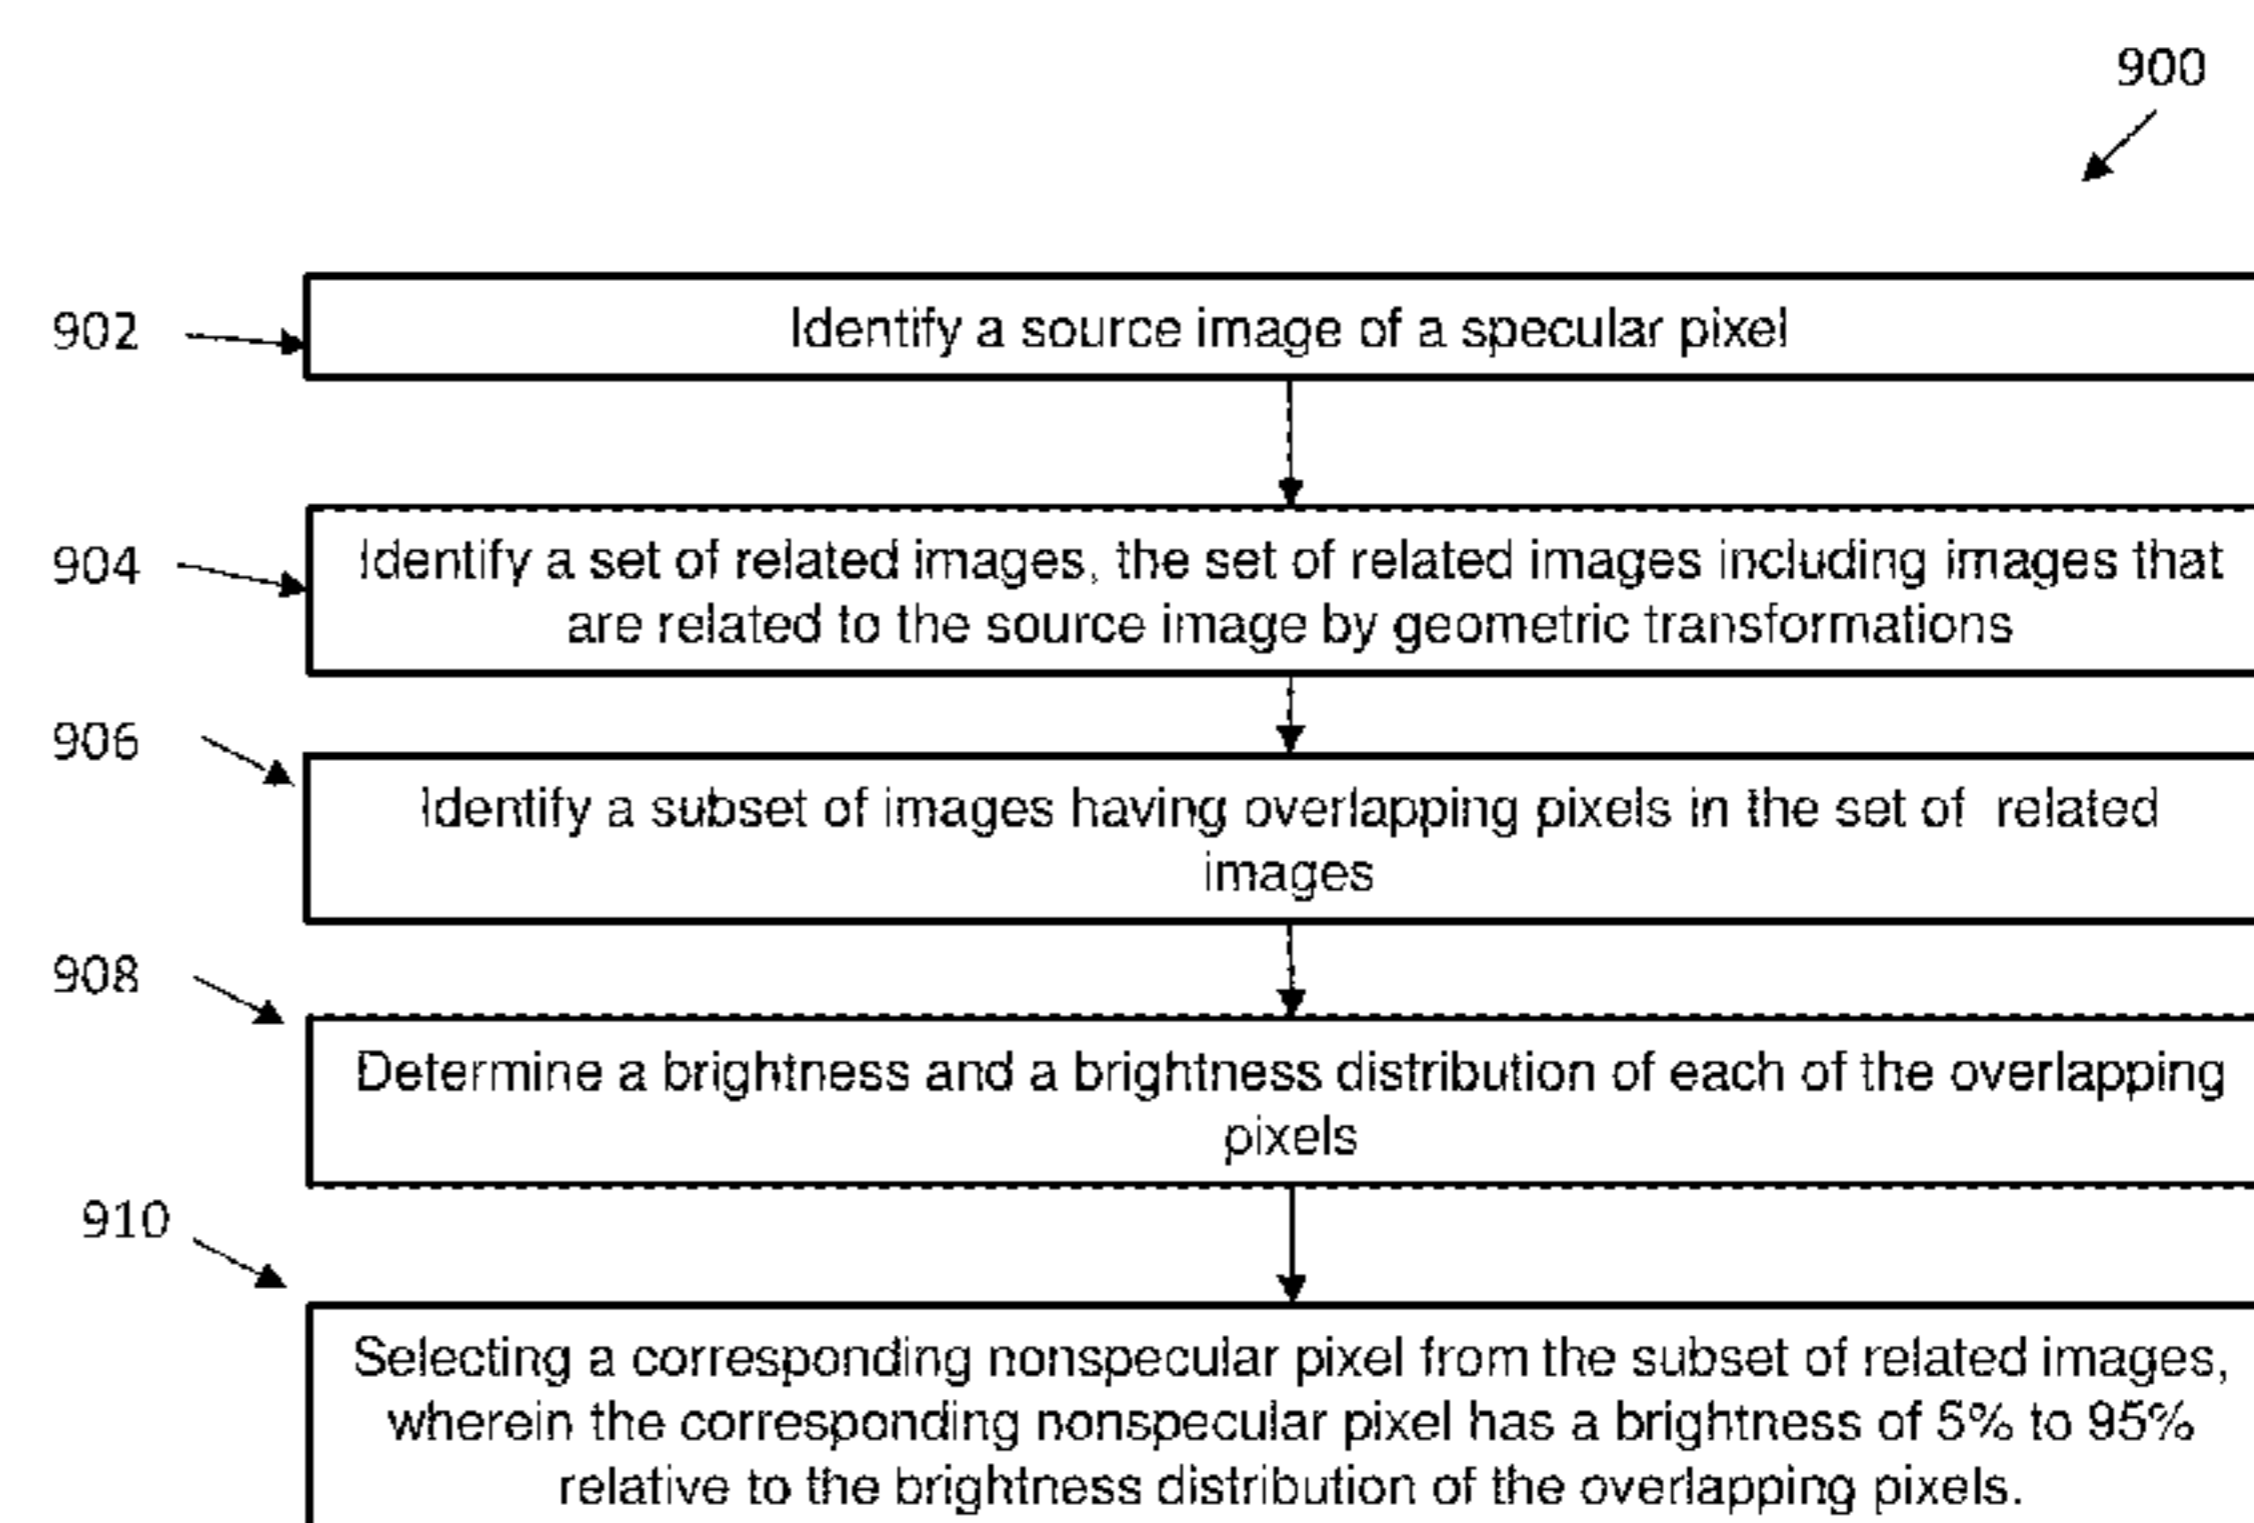 900
902
Identify a source image of a specular pixel
904
Identify a set of related images, the set of related images including images that
are related to the source image by geometric transformations
906
Identify a subset of images having overlapping pixels in the set of related
images
908
Determine a brightness and a brightness distribution of each of the overlapping
pixels
910
Selecting a corresponding nonspecular pixel from the subset of related images,
wherein the corresponding nonspecular pixel has a brightness of 5% to 95%
relative to the brightness distribution of the overlapping pixels.